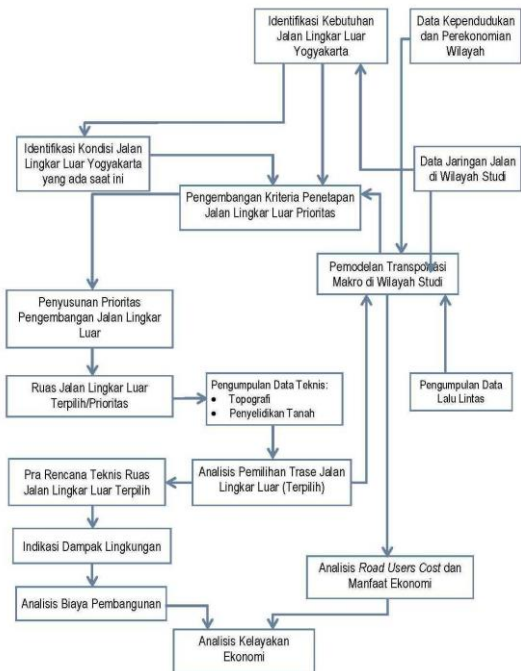 Identifikasi Kebutuhan
Jalan Lingkar Luar
Yogyakarta
Data Kependudukan
dan Perekonomian
Wilayah
Identifikasi Kondisi Jalan
Lingkar Luar Yogyakarta
yang ada saat ini
Data Jaringan Jalan
di Wilayah Studi
Pengembangan Kriteria Penetapan
Jalan Lingkar Luar Prioritas
Pemodelan Transportasi
Makro di Wilayah Studi
Penyusunan Prioritas
Pengembangan Jalan Lingkar
Luar
Ruas Jalan Lingkar Luar
Terpilih/Prioritas
Pengumpulan Data Teknis:
• Topografi
• Penyelidikan Tanah
Pengumpulan Data
Lalu Lintas
Pra Rencana Teknis Ruas
Jalan Lingkar Luar Terpilih
Analisis Pemilihan Trase Jalan
Lingkar Luar (Terpilih)
Indikasi Dampak Lingkungan
Analisis Road Users Cost dan
Manfaat Ekonomi
Analisis Biaya Pembangunan
Analisis Kelayakan
Ekonomi